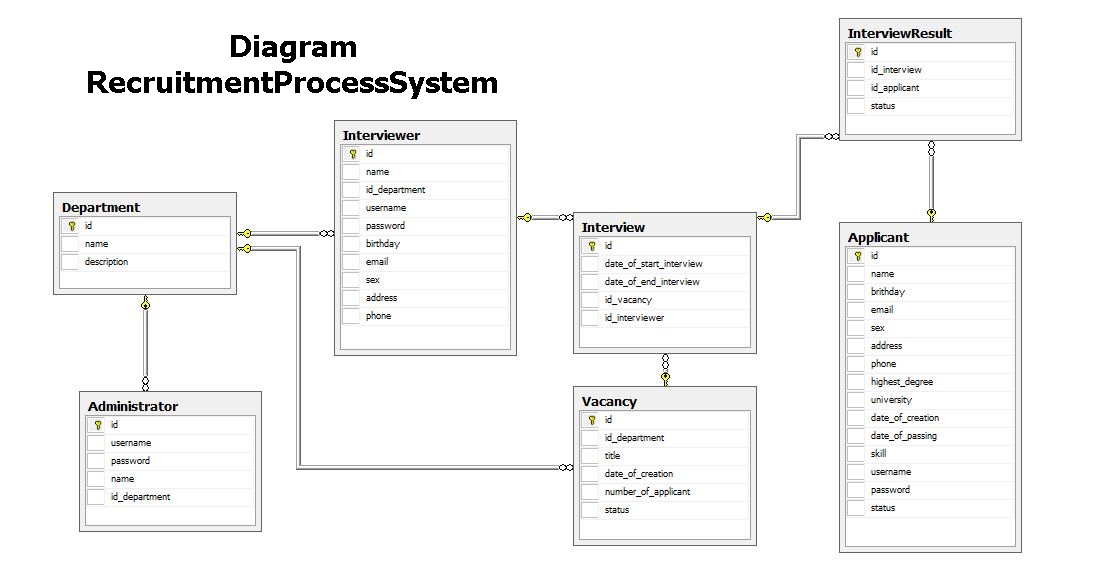 Diagram
RecruitmentProcessSystem
InterviewResult
id
id_interview
id_applicant
status
Interviewer
id
name
id_department
username
password
birthday
email
sex
address
phone
Department
id
name
description
Interview
id
date_of_start_interview
date_of_end_interview
id_vacancy
id_interviewer
Applicant
id
name
brithday
email
sex
address
phone
highest_degree
university
date_of_creation
date_of_passing
skill
username
password
status
Administrator
id
username
password
name
id_department
Vacancy
id
id_department
title
date_of_creation
number_of_applicant
status